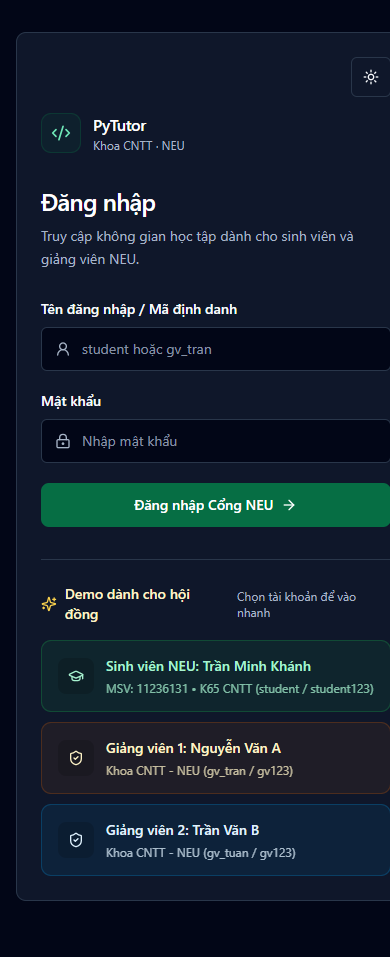 PyTutor
Khoa CNTT · NEU
Đăng nhập
Truy cập không gian học tập dành cho sinh viên và
giảng viên NEU.
Tên đăng nhập / Mã định danh
student hoặc gv_tran
Mật khẩu
Nhập mật khẩu
Đăng nhập Cổng NEU →
Demo dành cho hội
đồng
Chọn tài khoản để vào
nhanh
Sinh viên NEU: Trần Minh Khánh
MSV: 11236131 • K65 CNTT (student / student123)
Giảng viên 1: Nguyễn Văn A
Khoa CNTT - NEU (gv_tran / gv123)
Giảng viên 2: Trần Văn B
Khoa CNTT - NEU (gv_tuan / gv123)